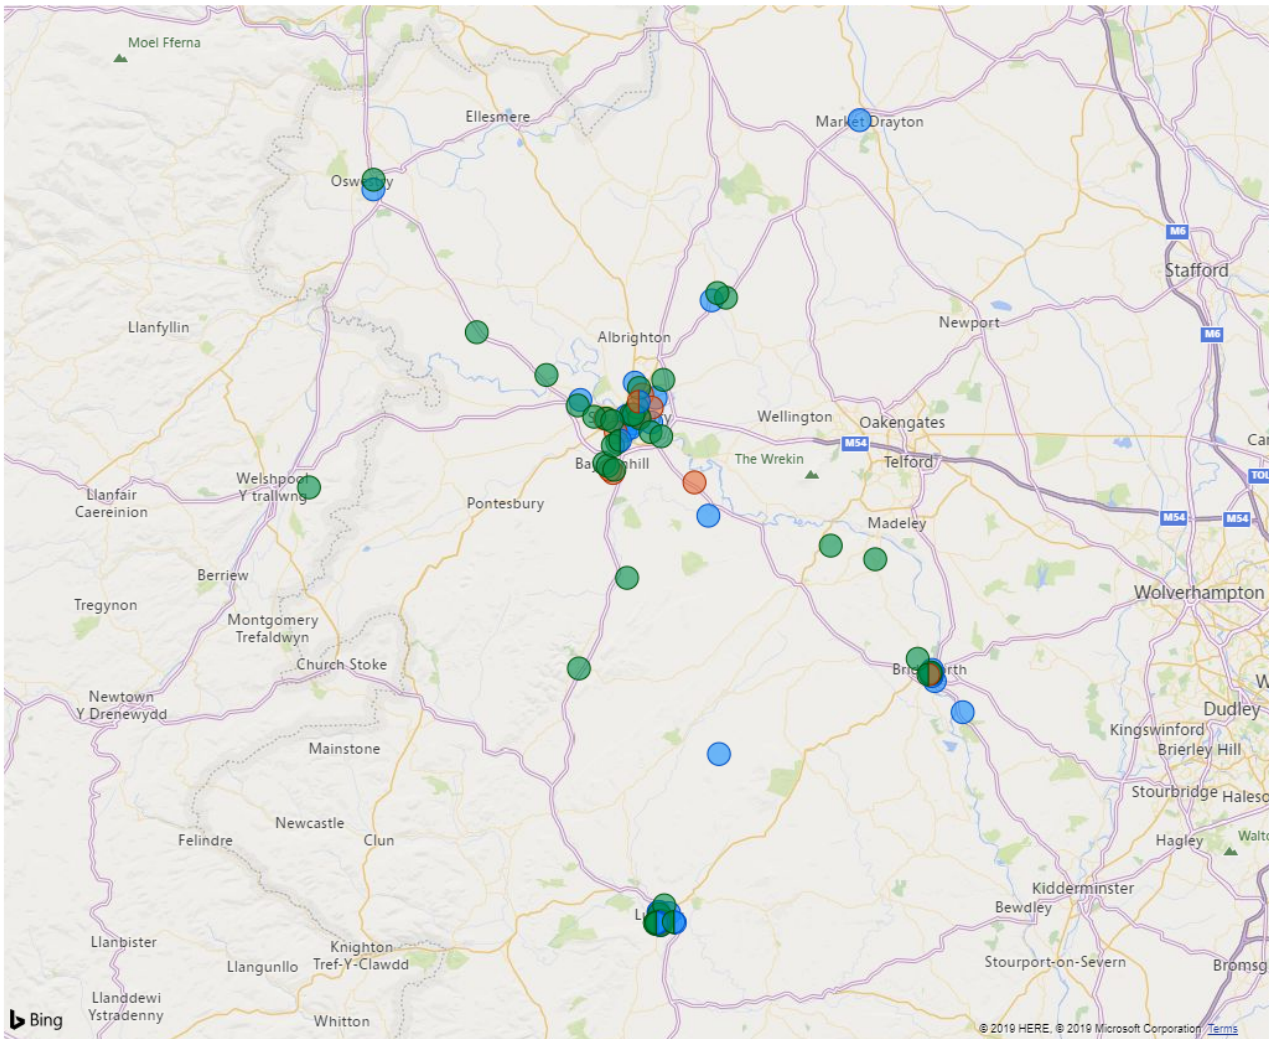 Moel Fferna
Ellesmere
Market Drayton
M6
Stafford
M6
Newport
Albrighton
Llanfyllin
Wellington
Oakengates
M54
Telford
The Wrekin
Welshpool
Y trallwng
Llanfair
Caereinion
Pontesbury
M54
M54
Madeley
Berriew
Tregynon
Montgomery
Trefaldwyn
Wolverhampton
Church Stoke
Newtown
Y Drenewydd
Dudley
Kingswinford
Brierley Hill
Mainstone
Stourbridge
Newcastle
Felindre
Clun
Hagley
Kidderminster
Bewdley
Llanbister
Knighton
Tref-Y-Clawdd
Llangunllo
Stourport-on-Severn
Llanddewi
Ystradenny
Whitton
Bing
© 2019 HERE, © 2019 Microsoft Corporation Terms